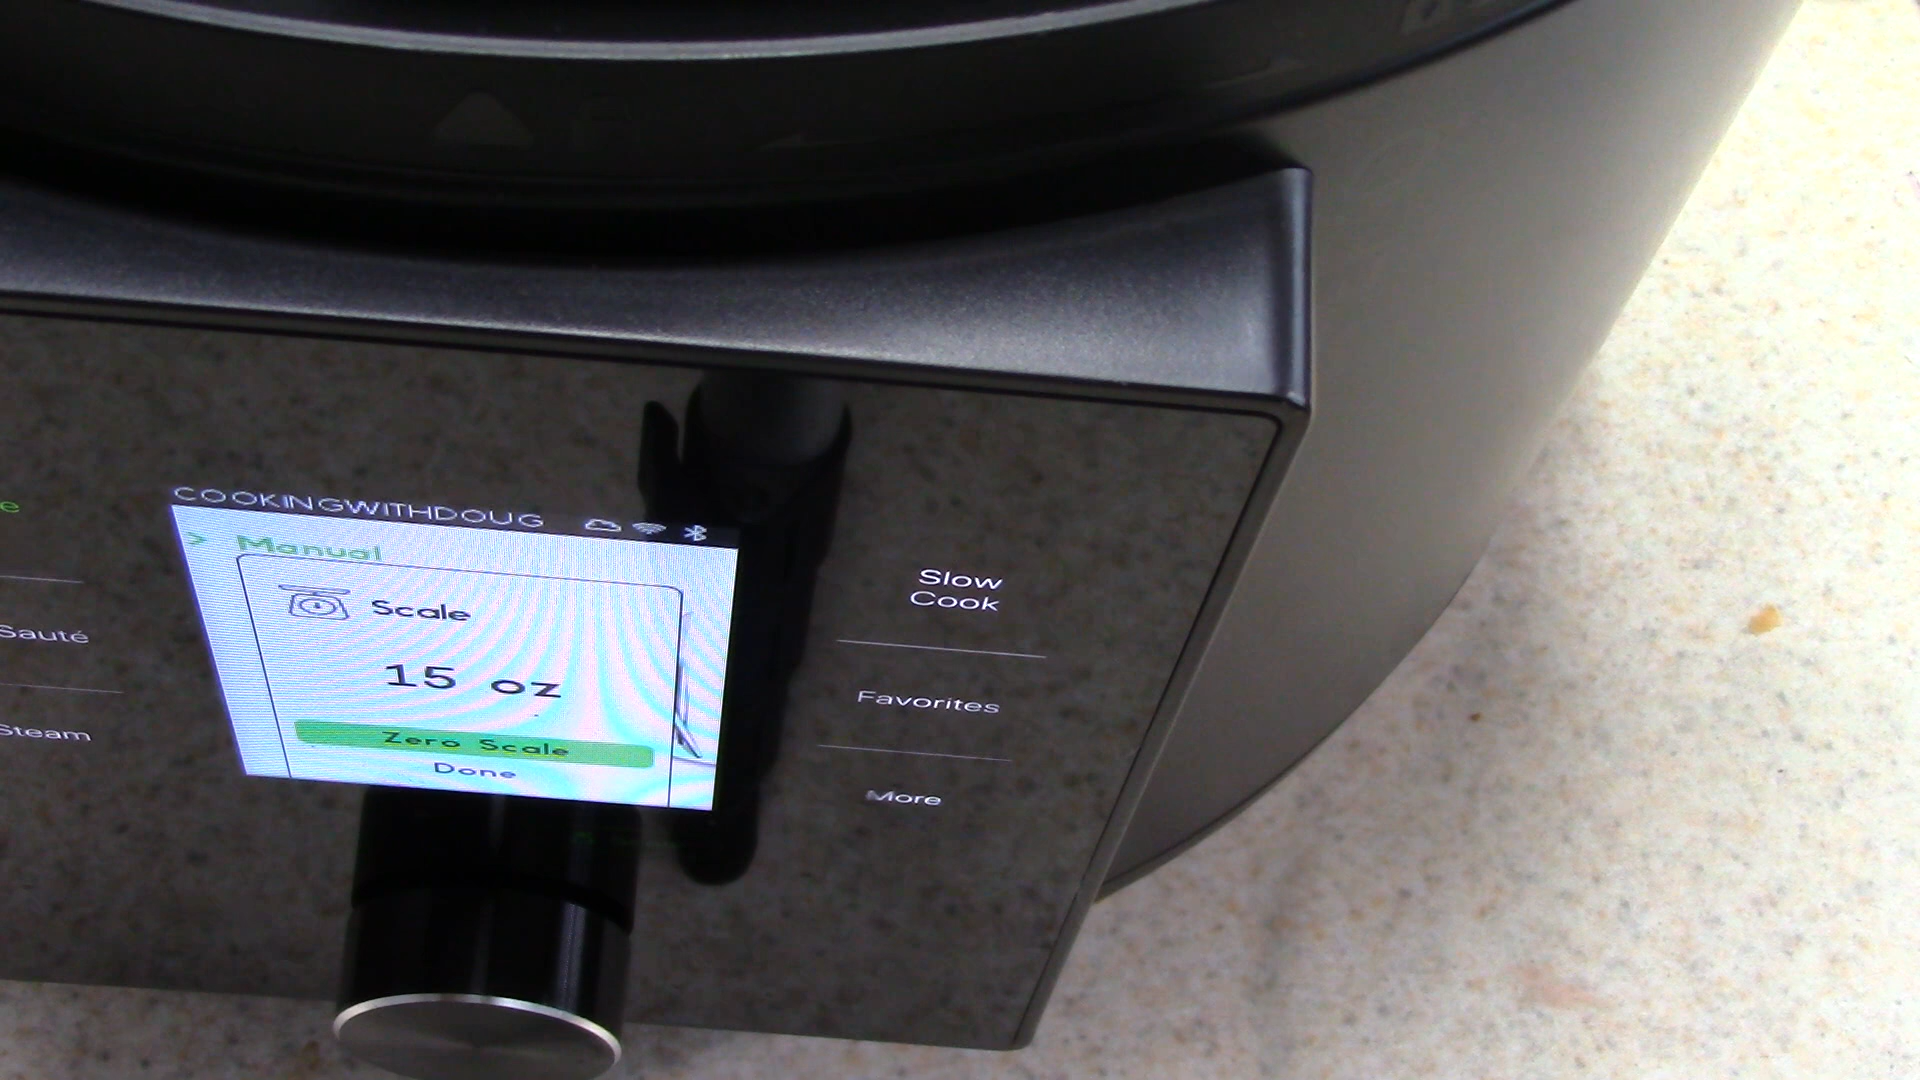 COOKINGWITHDOUG
> Manual
Scale
15 oz
Zero Scale
Done
Sauté
Steam
Slow
Cook
Favorites
More